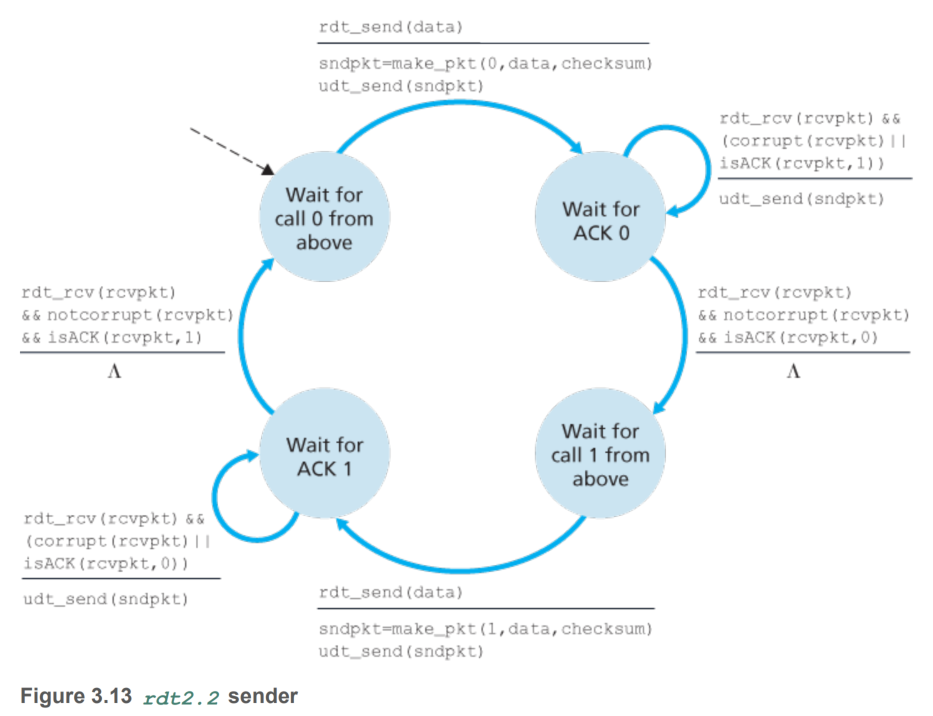 rdt_send(data)
sndpkt=make_pkt(0,data,checksum)
udt_send(sndpkt)
rdt_rcv(rcvpkt) &&
(corrupt(rcvpkt)||
isACK(rcvpkt,1))
udt_send(sndpkt)
Wait for
call 0 from
above
Wait for
ACK 0
rdt_rcv(rcvpkt)
&& notcorrupt(rcvpkt)
&& isACK(rcvpkt,1)
Λ
rdt_rcv(rcvpkt)
&& notcorrupt(rcvpkt)
&& isACK(rcvpkt,0)
Λ
Wait for
ACK 1
Wait for
call 1 from
above
rdt_rcv(rcvpkt) &&
(corrupt(rcvpkt)||
isACK(rcvpkt,0))
udt_send(sndpkt)
rdt_send(data)
sndpkt=make_pkt(1,data,checksum)
udt_send(sndpkt)
Figure 3.13 rdt2.2 sender